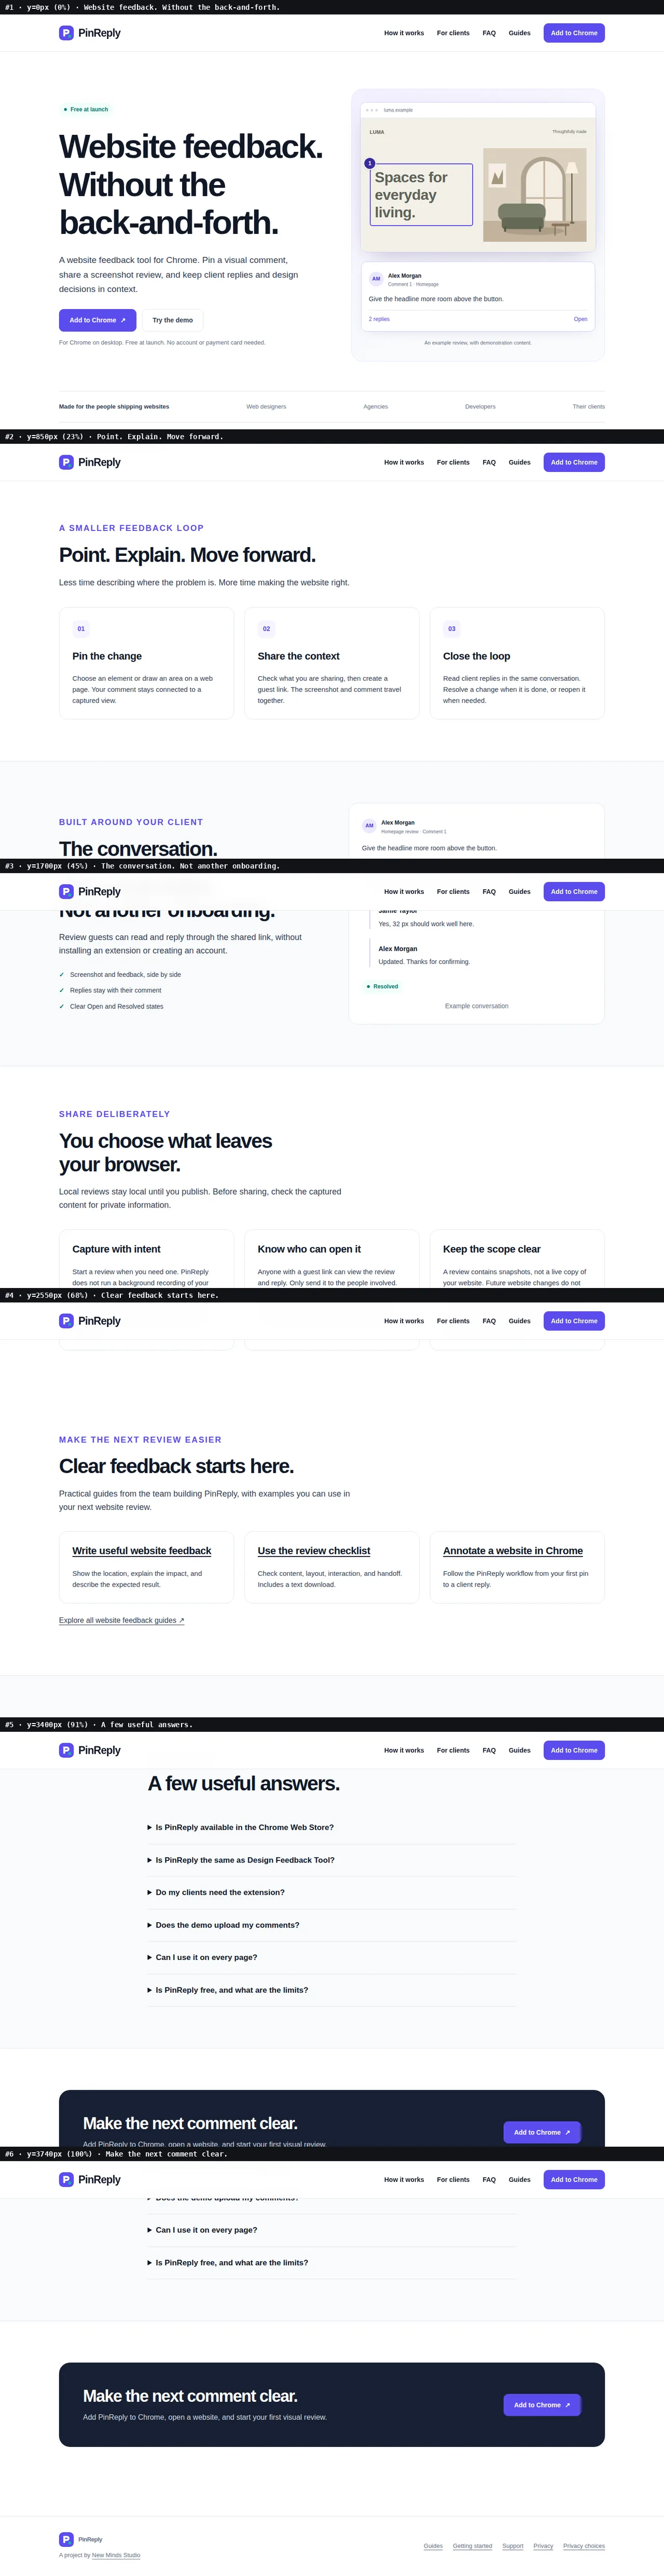 #1 · y=0px (0%) · Website feedback. Without the back-and-forth.
PinReply
How it works
For clients
FAQ
Guides
Add to Chrome
Free at launch
Website feedback.
Without the
back-and-forth.
A website feedback tool for Chrome. Pin a visual comment,
share a screenshot review, and keep client replies and design
decisions in context.
Add to Chrome ↗
Try the demo
For Chrome on desktop. Free at launch. No account or payment card needed.
luma.example
LUMA
Thoughtfully made
1
Spaces for
everyday
living.
AM
Alex Morgan
Comment 1 · Homepage
Give the headline more room above the button.
2 replies
Open
An example review, with demonstration content.
Made for the people shipping websites
Web designers
Agencies
Developers
Their clients
#2 · y=850px (23%) · Point. Explain. Move forward.
PinReply
How it works
For clients
FAQ
Guides
Add to Chrome
A SMALLER FEEDBACK LOOP
Point. Explain. Move forward.
Less time describing where the problem is. More time making the website right.
01
Pin the change
Choose an element or draw an area on a web
page. Your comment stays connected to a
captured view.
02
Share the context
Check what you are sharing, then create a
guest link. The screenshot and comment travel
together.
03
Close the loop
Read client replies in the same conversation.
Resolve a change when it is done, or reopen it
when needed.
BUILT AROUND YOUR CLIENT
The conversation.
AM
Alex Morgan
Homepage review · Comment 1
Give the headline more room above the button.
#3 · y=1700px (45%) · The conversation. Not another onboarding.
PinReply
How it works
For clients
FAQ
Guides
Add to Chrome
Not another onboarding.
Review guests can read and reply through the shared link, without
installing an extension or creating an account.
✓ Screenshot and feedback, side by side
✓ Replies stay with their comment
✓ Clear Open and Resolved states
Jamie Taylor
Yes, 32 px should work well here.
Alex Morgan
Updated. Thanks for confirming.
Resolved
Example conversation
SHARE DELIBERATELY
You choose what leaves
your browser.
Local reviews stay local until you publish. Before sharing, check the captured
content for private information.
Capture with intent
Start a review when you need one. PinReply
does not run a background recording of your
Know who can open it
Anyone with a guest link can view the review
and reply. Only send it to the people involved.
Keep the scope clear
A review contains snapshots, not a live copy of
your website. Future website changes do not
#4 · y=2550px (68%) · Clear feedback starts here.
PinReply
How it works
For clients
FAQ
Guides
Add to Chrome
MAKE THE NEXT REVIEW EASIER
Clear feedback starts here.
Practical guides from the team building PinReply, with examples you can use in
your next website review.
Write useful website feedback
Show the location, explain the impact, and
describe the expected result.
Use the review checklist
Check content, layout, interaction, and handoff.
Includes a text download.
Annotate a website in Chrome
Follow the PinReply workflow from your first pin
to a client reply.
Explore all website feedback guides ↗
#5 · y=3400px (91%) · A few useful answers.
PinReply
How it works
For clients
FAQ
Guides
Add to Chrome
A few useful answers.
Is PinReply available in the Chrome Web Store?
Is PinReply the same as Design Feedback Tool?
Do my clients need the extension?
Does the demo upload my comments?
Can I use it on every page?
Is PinReply free, and what are the limits?
Make the next comment clear.
Add PinReply to Chrome, open a website, and start your first visual review.
Add to Chrome ↗
#6 · y=3740px (100%) · Make the next comment clear.
PinReply
How it works
For clients
FAQ
Guides
Add to Chrome
Does the demo upload my comments?
Can I use it on every page?
Is PinReply free, and what are the limits?
Make the next comment clear.
Add PinReply to Chrome, open a website, and start your first visual review.
Add to Chrome ↗
PinReply
A project by New Minds Studio
Guides
Getting started
Support
Privacy
Privacy choices